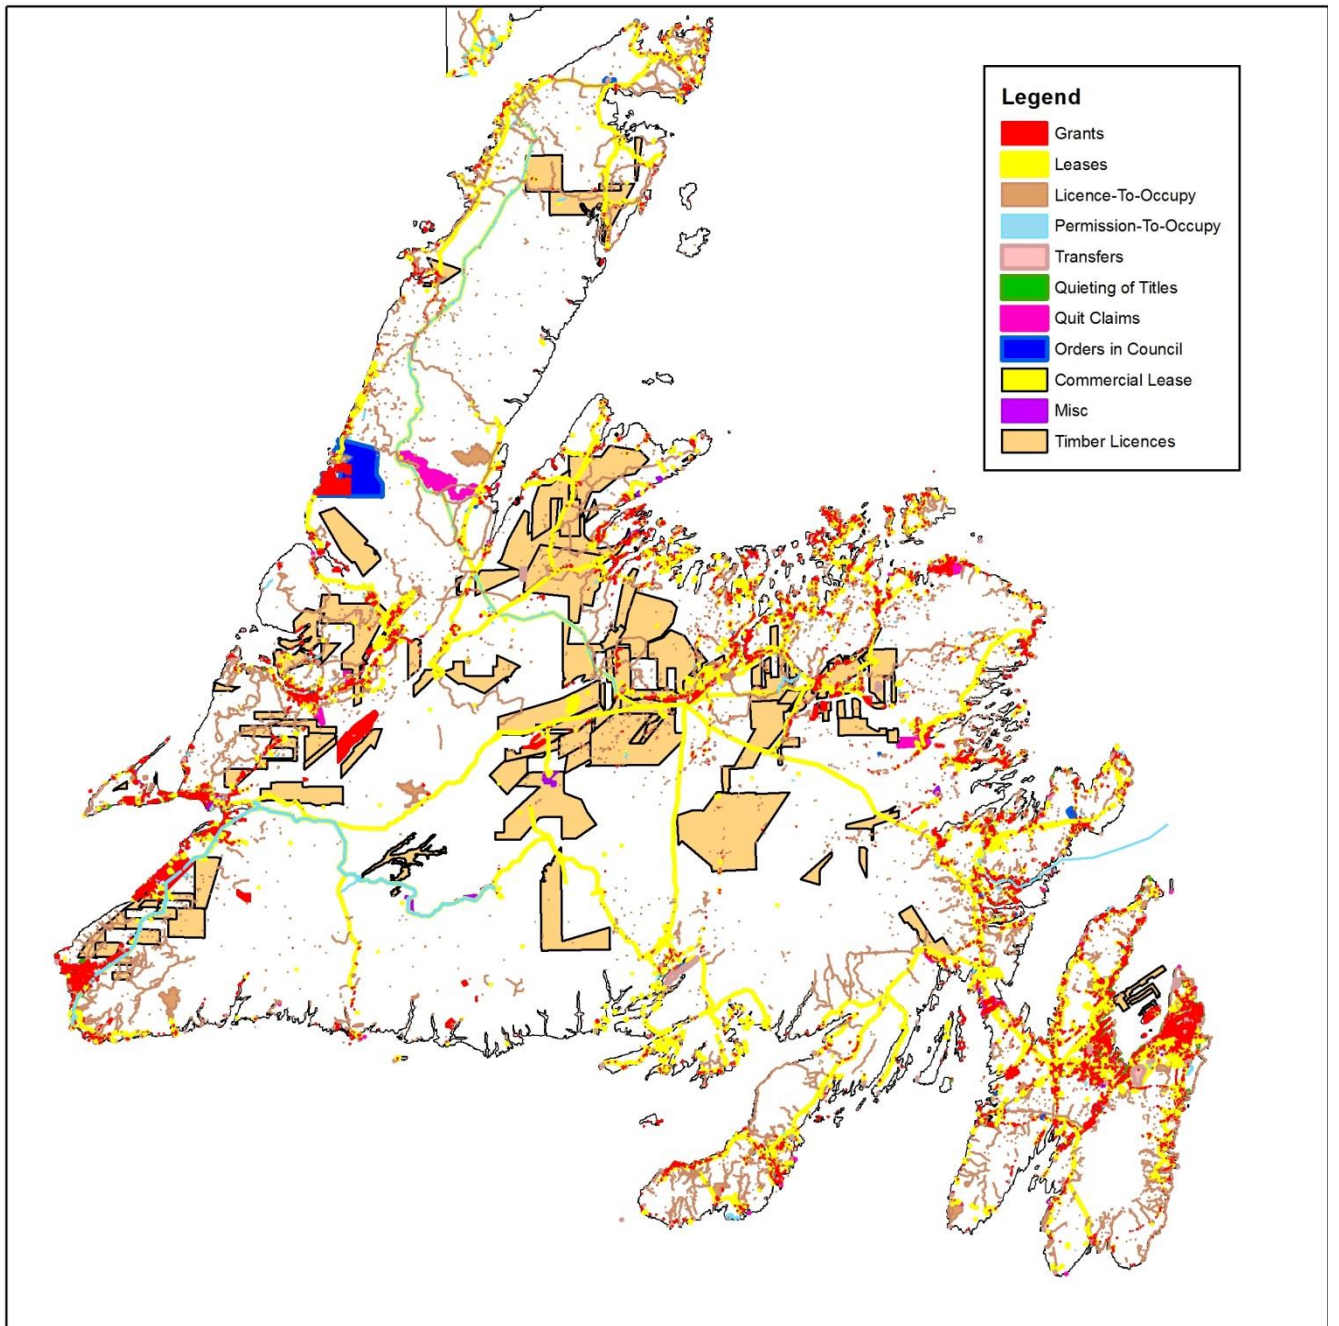 Legend
Grants
Leases
Licence-To-Occupy
Permission-To-Occupy
Transfers
Quieting of Titles
Quit Claims
Orders in Council
Commercial Lease
Misc
Timber Licences